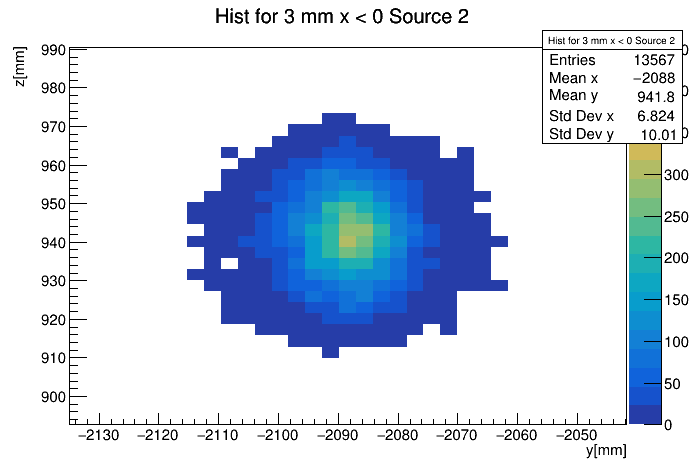 Hist for 3 mm x < 0 Source 2
Hist for 3 mm x < 0 Source 2
Entries 13567
Mean x −2088
Mean y 941.8
Std Dev x 6.824
Std Dev y 10.01
z[mm]
990
980
970
960
950
940
930
920
910
900
300
250
200
150
100
50
0
−2130 −2120 −2110 −2100 −2090 −2080 −2070 −2060 −2050
y[mm]